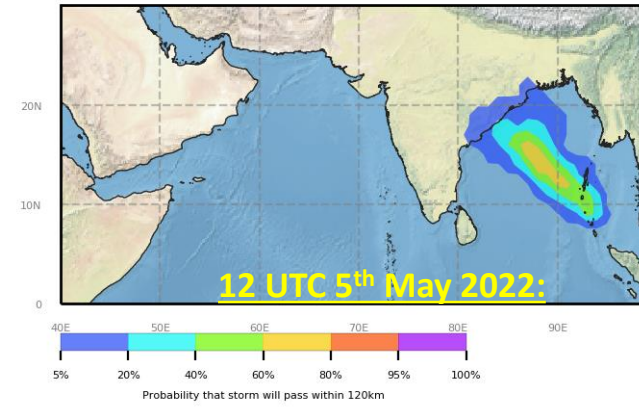 20N
10N
0
12 UTC 5th May 2022:
40E 50E 60E 70E 80E 90E
5% 20% 40% 60% 80% 95% 100%
Probability that storm will pass within 120km